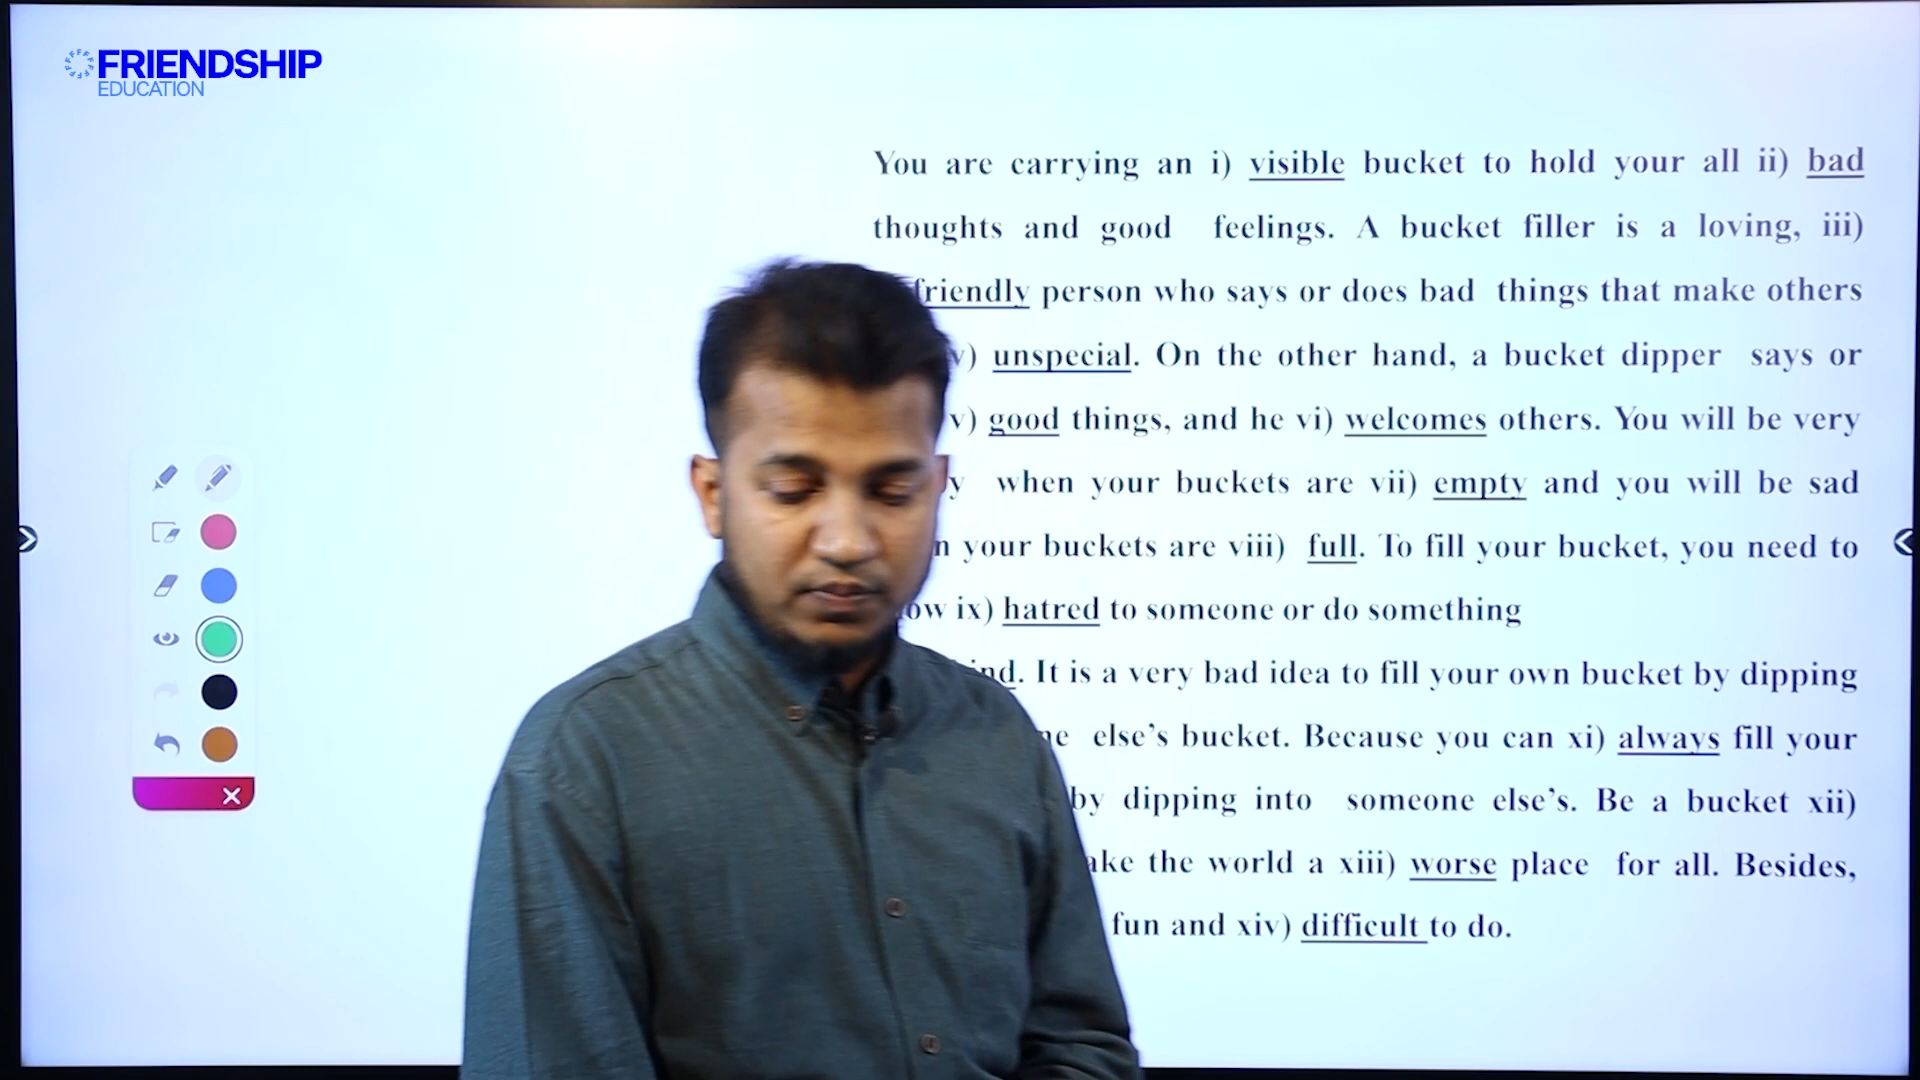 FRIENDSHIP
EDUCATION
You are carrying an i) visible bucket to hold your all ii) bad
thoughts and good feelings. A bucket filler is a loving, iii)
friendly person who says or does bad things that make others
unspecial. On the other hand, a bucket dipper says or
v) good things, and he vi) welcomes others. You will be very
when your buckets are vii) empty and you will be sad
your buckets are viii) full. To fill your bucket, you need to
ix) hatred to someone or do something
It is a very bad idea to fill your own bucket by dipping
else’s bucket. Because you can xi) always fill your
by dipping into someone else’s. Be a bucket xii)
the world a xiii) worse place for all. Besides,
fun and xiv) difficult to do.